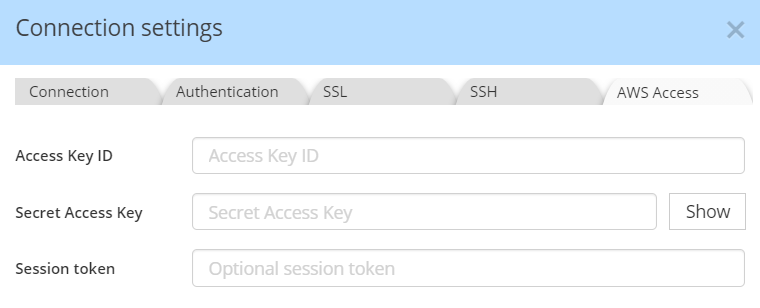 Connection settings
Connection Authentication SSL SSH AWS Access
Access Key ID Access Key ID
Secret Access Key Secret Access Key Show
Session token Optional session token